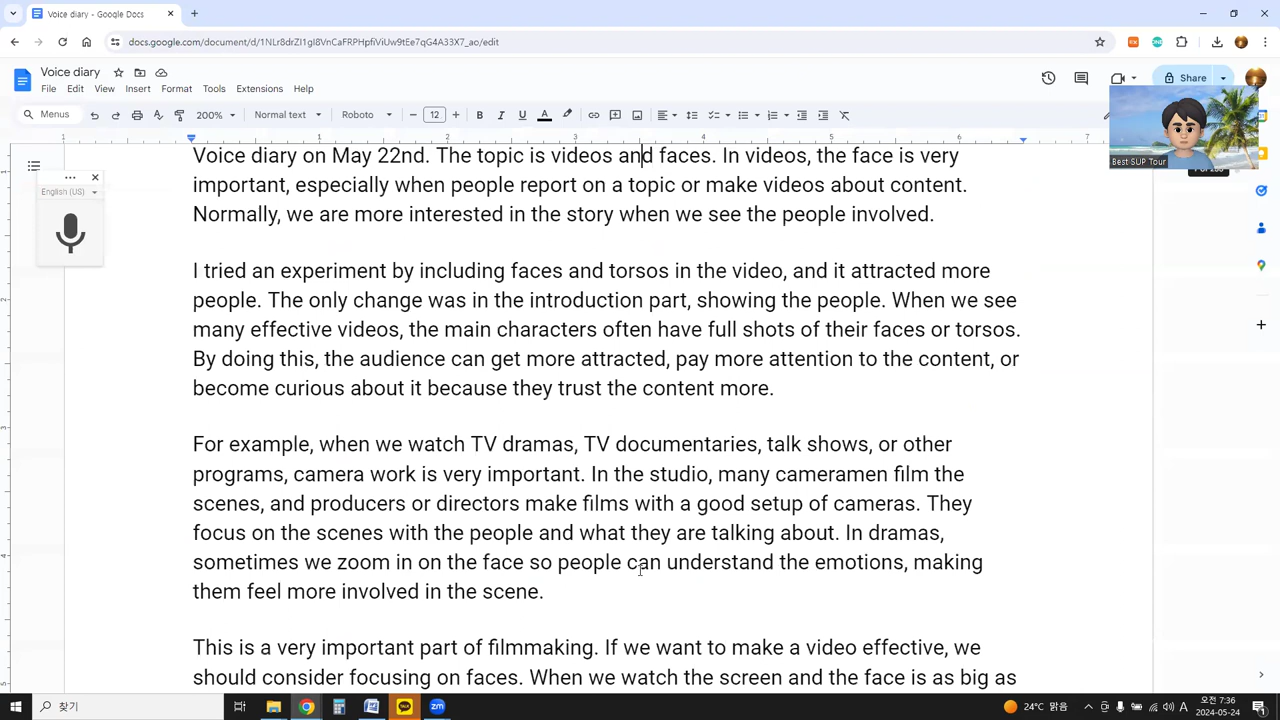 Voice diary - Google Docs
docs.google.com/document/d/1NLr8drZI1gI8VnCaFRPHpfiViUw9tEe7qG4A33X7_ao/edit
Voice diary
File Edit View Insert Format Tools Extensions Help
Share
Menus 200% Normal text Roboto 12 B I U A
1 1 2 3 4 5 6 7
Best SUP Tour
English (US)
Voice diary on May 22nd. The topic is videos and faces. In videos, the face is very
important, especially when people report on a topic or make videos about content.
Normally, we are more interested in the story when we see the people involved.
I tried an experiment by including faces and torsos in the video, and it attracted more
people. The only change was in the introduction part, showing the people. When we see
many effective videos, the main characters often have full shots of their faces or torsos.
By doing this, the audience can get more attracted, pay more attention to the content, or
become curious about it because they trust the content more.
For example, when we watch TV dramas, TV documentaries, talk shows, or other
programs, camera work is very important. In the studio, many cameramen film the
scenes, and producers or directors make films with a good setup of cameras. They
focus on the scenes with the people and what they are talking about. In dramas,
sometimes we zoom in on the face so people can understand the emotions, making
them feel more involved in the scene.
This is a very important part of filmmaking. If we want to make a video effective, we
should consider focusing on faces. When we watch the screen and the face is as big as
찾기
TALK
zm
24°C 맑음
A
오전 7:36
2024-05-24